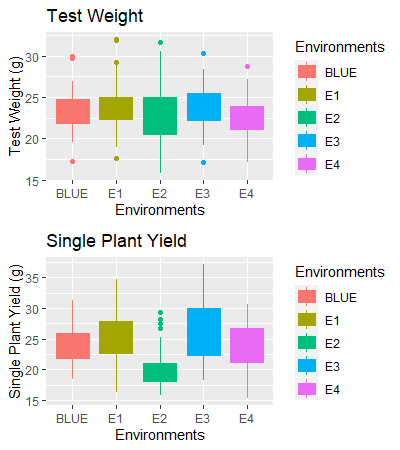 Test Weight
Test Weight (g)
30
25
20
15
BLUE E1 E2 E3 E4
Environments
Environments
BLUE
E1
E2
E3
E4
Single Plant Yield
Single Plant Yield (g)
35
30
25
20
15
BLUE E1 E2 E3 E4
Environments
Environments
BLUE
E1
E2
E3
E4